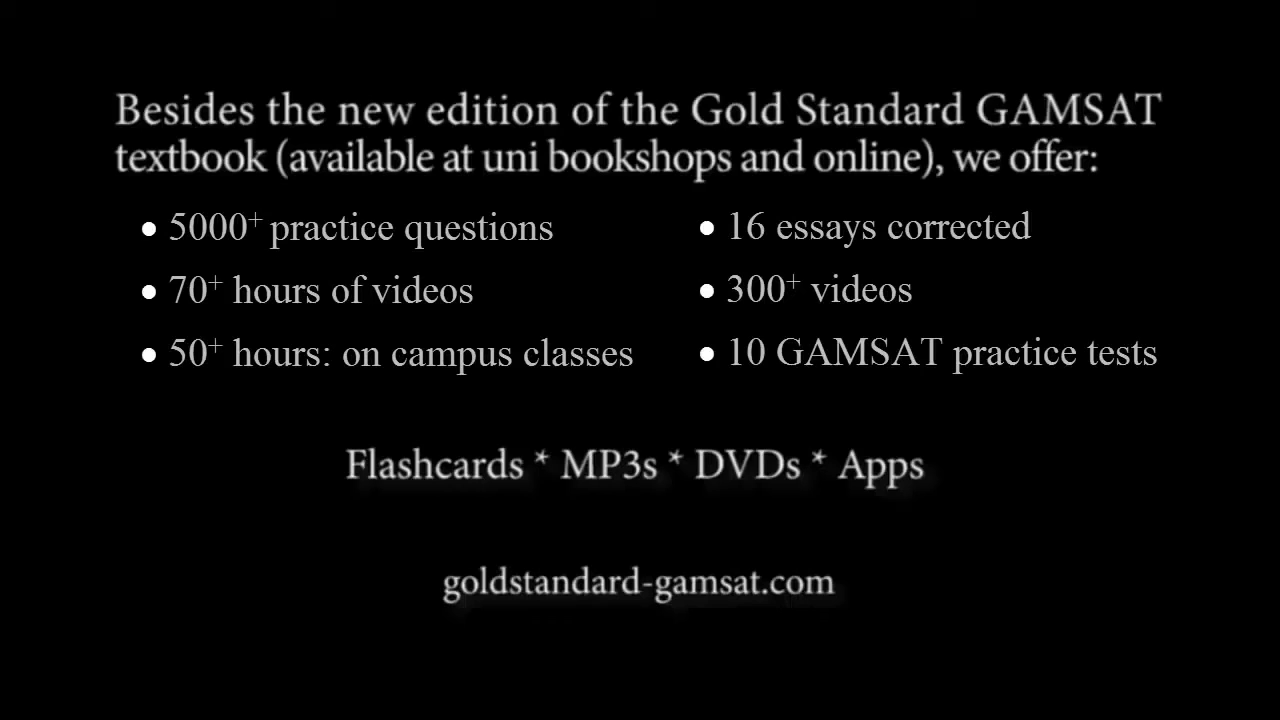 Besides the new edition of the Gold Standard GAMSAT
textbook (available at uni bookshops and online), we offer:
• 5000⁺ practice questions
• 70⁺ hours of videos
• 50⁺ hours: on campus classes
• 16 essays corrected
• 300⁺ videos
• 10 GAMSAT practice tests
Flashcards * MP3s * DVDs * Apps
goldstandard-gamsat.com